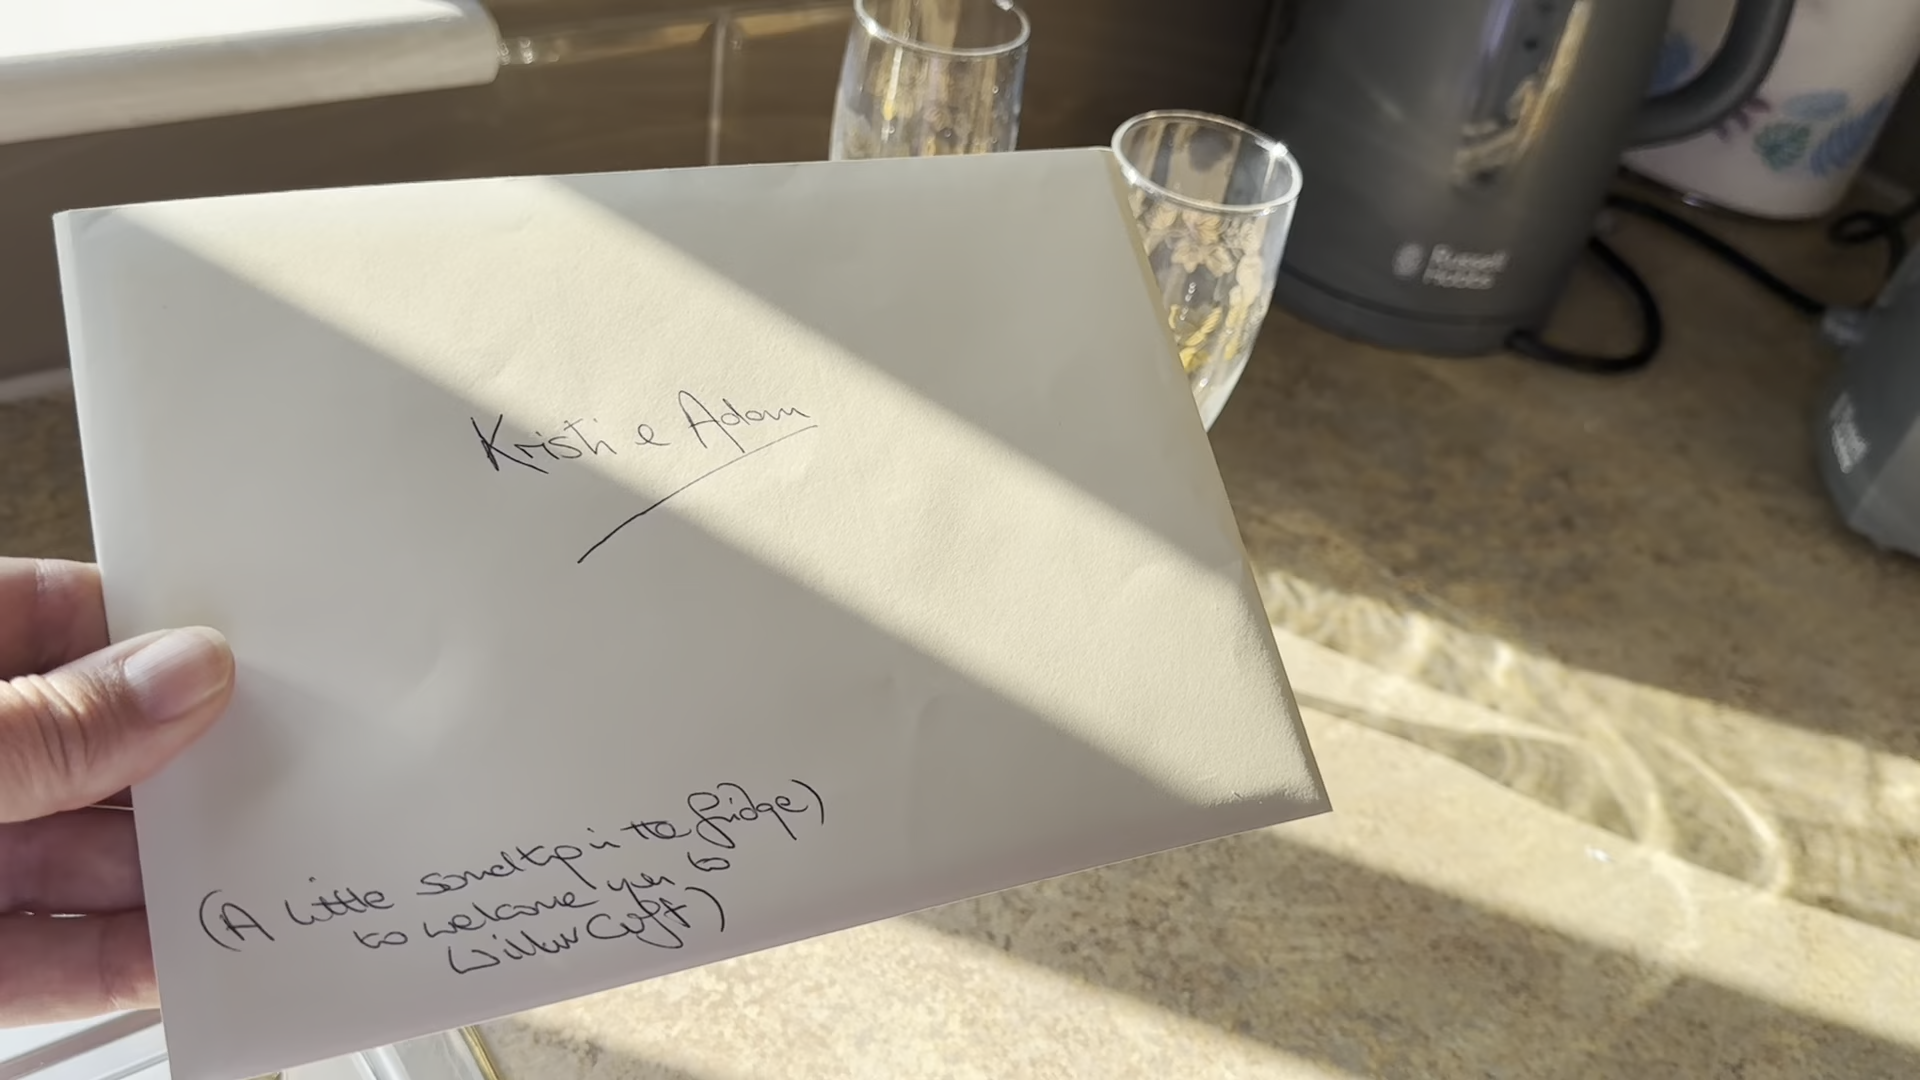 Kristi & Adam
(A little something in the fridge)
to welcome you to
Willow Croft)
Russell
Hobbs